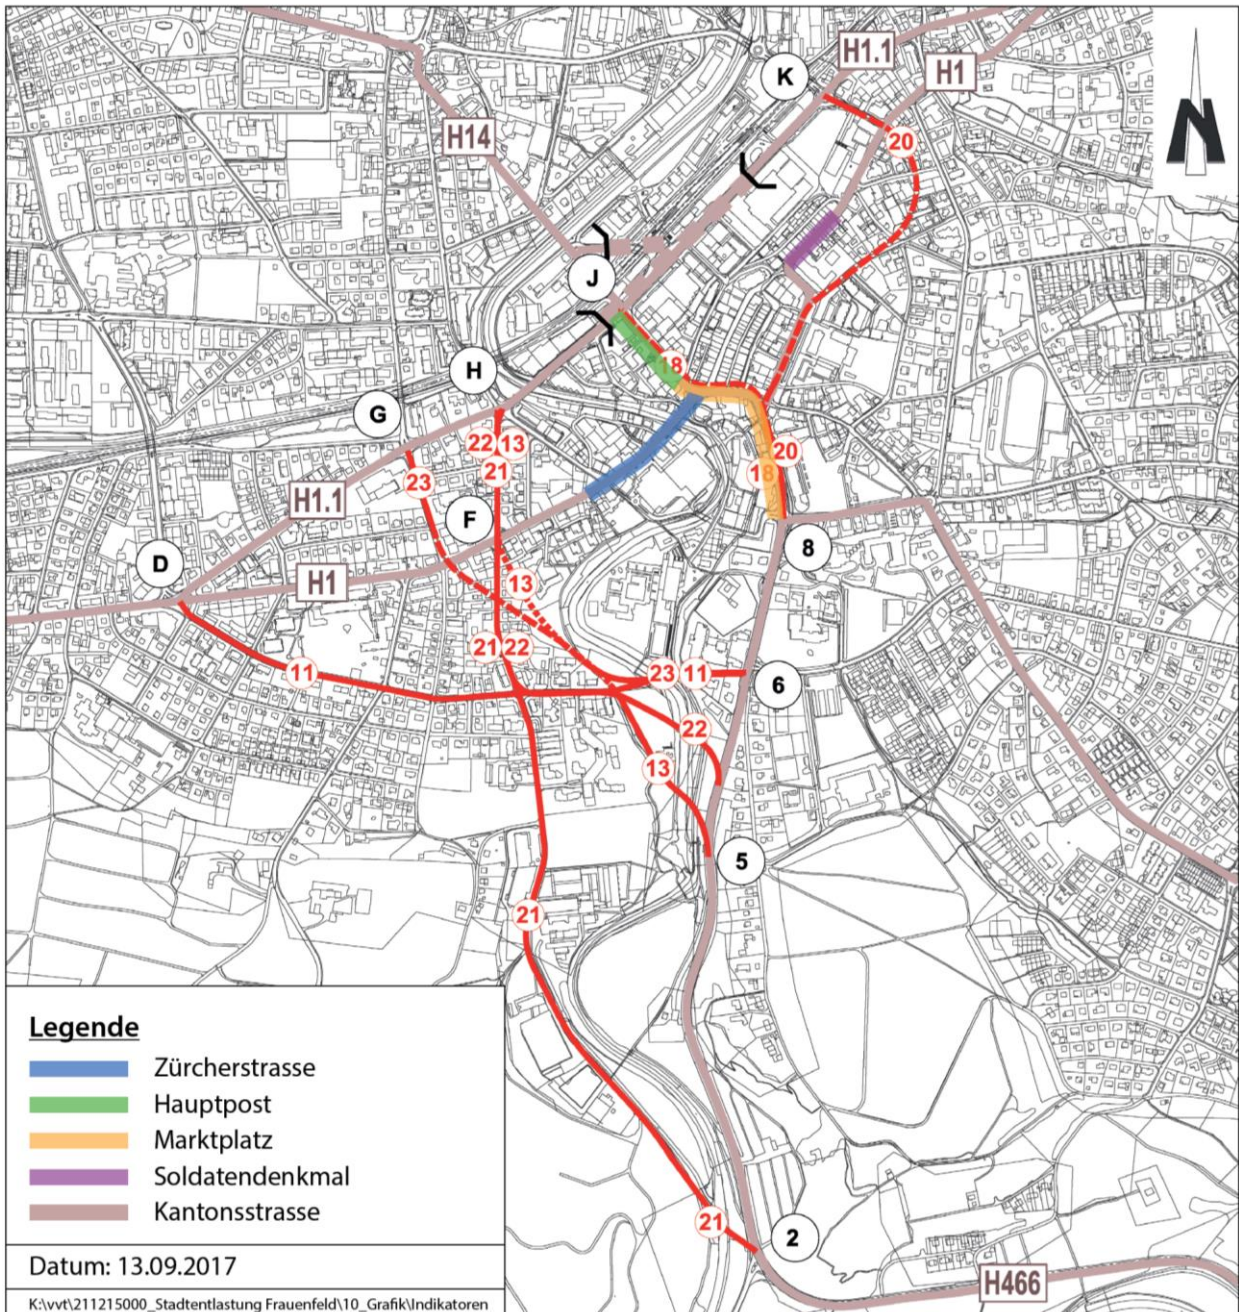 H1.1
K
H1
N
20
H14
J
18
H
G
22 13
21
20
18
23
H1.1
F
8
D
H1
13
21 22
11
23 11
6
22
13
5
21
21
2
H466
Legende
Zürcherstrasse
Hauptpost
Marktplatz
Soldatendenkmal
Kantonsstrasse
Datum: 13.09.2017
K:\vvt\211215000_Stadtentlastung Frauenfeld\10_Grafik\Indikatoren